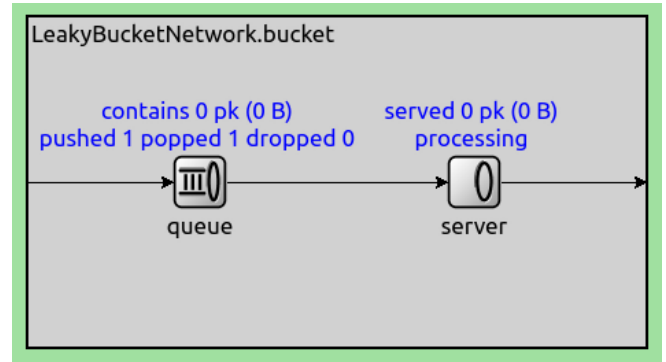 LeakyBucketNetwork.bucket
contains 0 pk (0 B)
pushed 1 popped 1 dropped 0
served 0 pk (0 B)
processing
queue
server